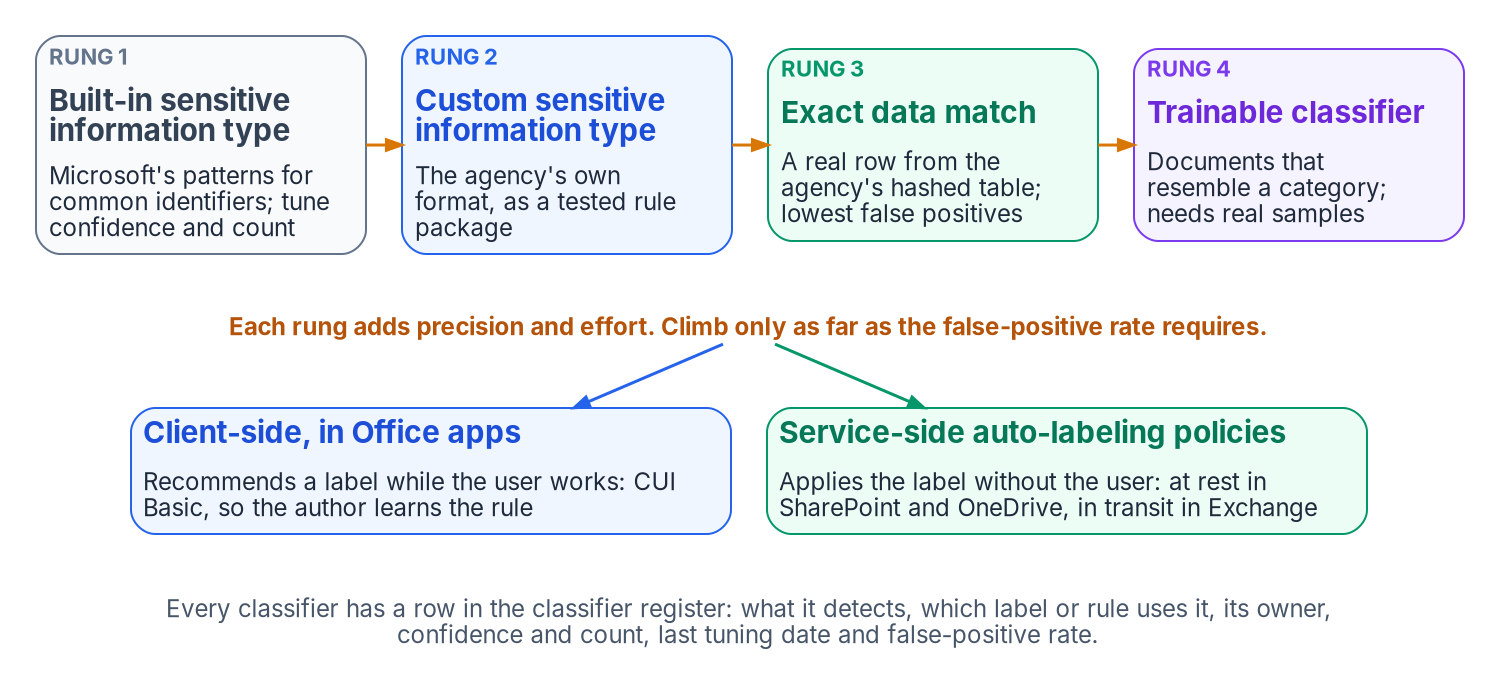 RUNG 1
Built-in sensitive
information type
Microsoft's patterns for
common identifiers; tune
confidence and count
RUNG 2
Custom sensitive
information type
The agency's own
format, as a tested rule
package
RUNG 3
Exact data match
A real row from the
agency's hashed table;
lowest false positives
RUNG 4
Trainable classifier
Documents that
resemble a category;
needs real samples
Each rung adds precision and effort. Climb only as far as the false-positive rate requires.
Client-side, in Office apps
Recommends a label while the user works: CUI
Basic, so the author learns the rule
Service-side auto-labeling policies
Applies the label without the user: at rest in
SharePoint and OneDrive, in transit in Exchange
Every classifier has a row in the classifier register: what it detects, which label or rule uses it, its owner,
confidence and count, last tuning date and false-positive rate.